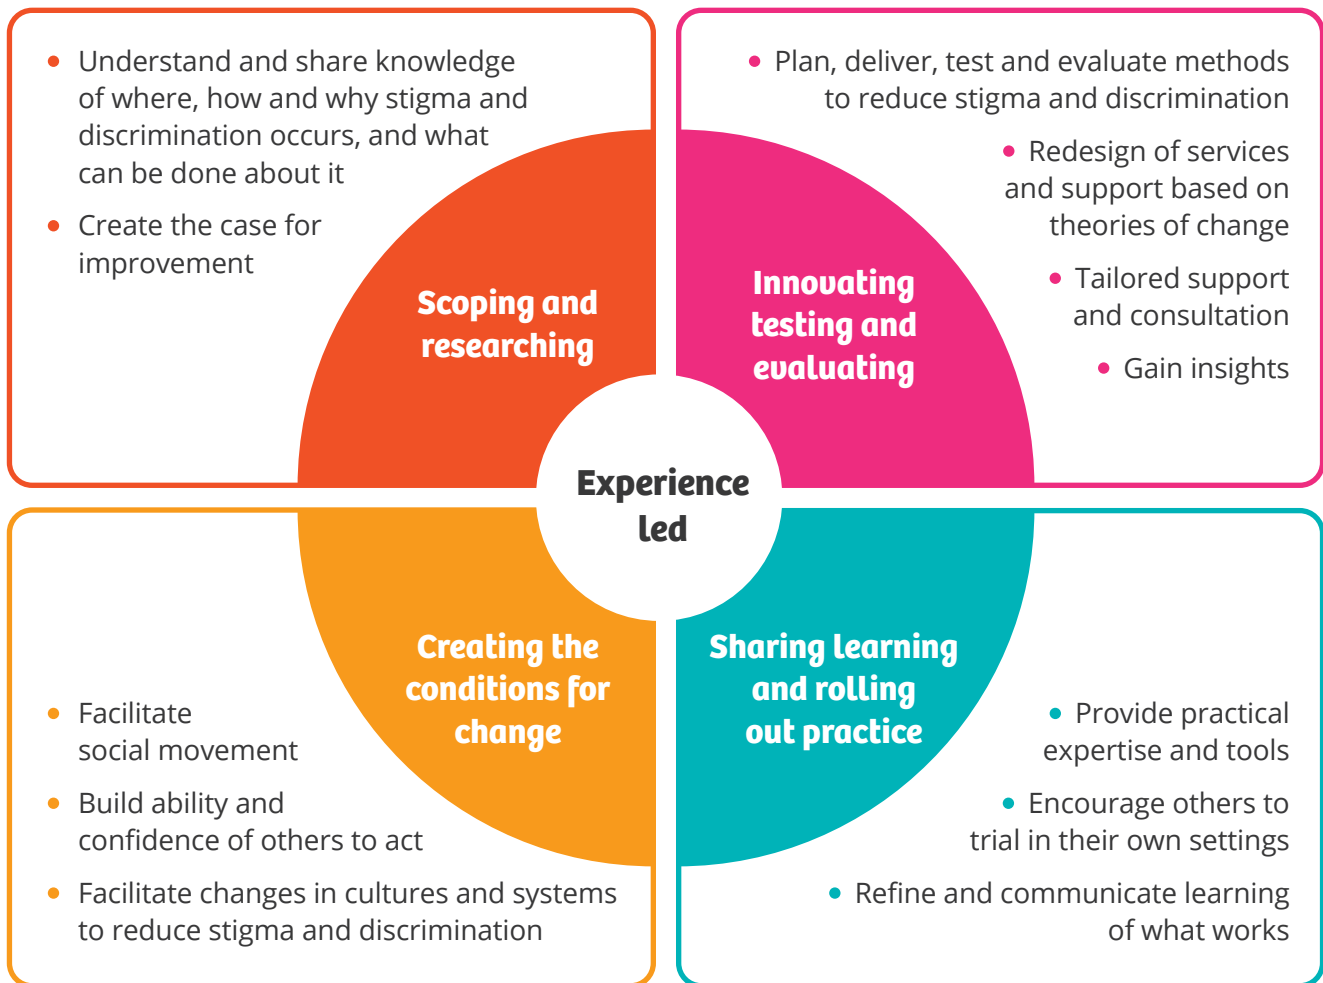 • Understand and share knowledge
of where, how and why stigma and
discrimination occurs, and what
can be done about it
• Create the case for
improvement
Scoping and
researching
• Plan, deliver, test and evaluate methods
to reduce stigma and discrimination
• Redesign of services
and support based on
theories of change
• Tailored support
and consultation
• Gain insights
Innovating
testing and
evaluating
Experience
led
Creating the
conditions for
change
• Facilitate
social movement
• Build ability and
confidence of others to act
• Facilitate changes in cultures and systems
to reduce stigma and discrimination
Sharing learning
and rolling
out practice
• Provide practical
expertise and tools
• Encourage others to
trial in their own settings
• Refine and communicate learning
of what works